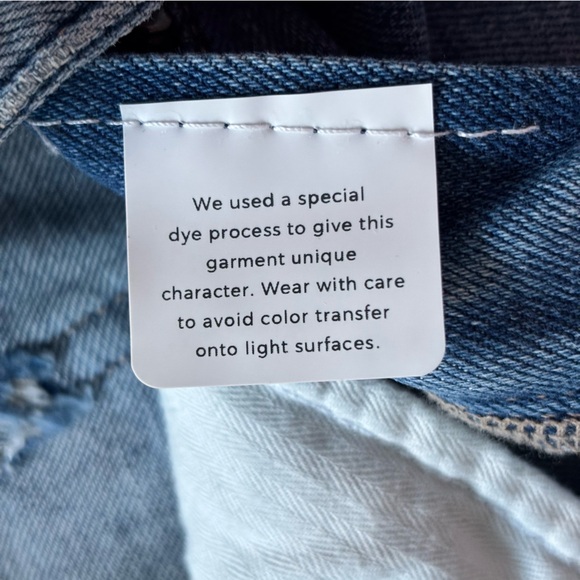 We used a special
dye process to give this
garment unique
character. Wear with care
to avoid color transfer
onto light surfaces.